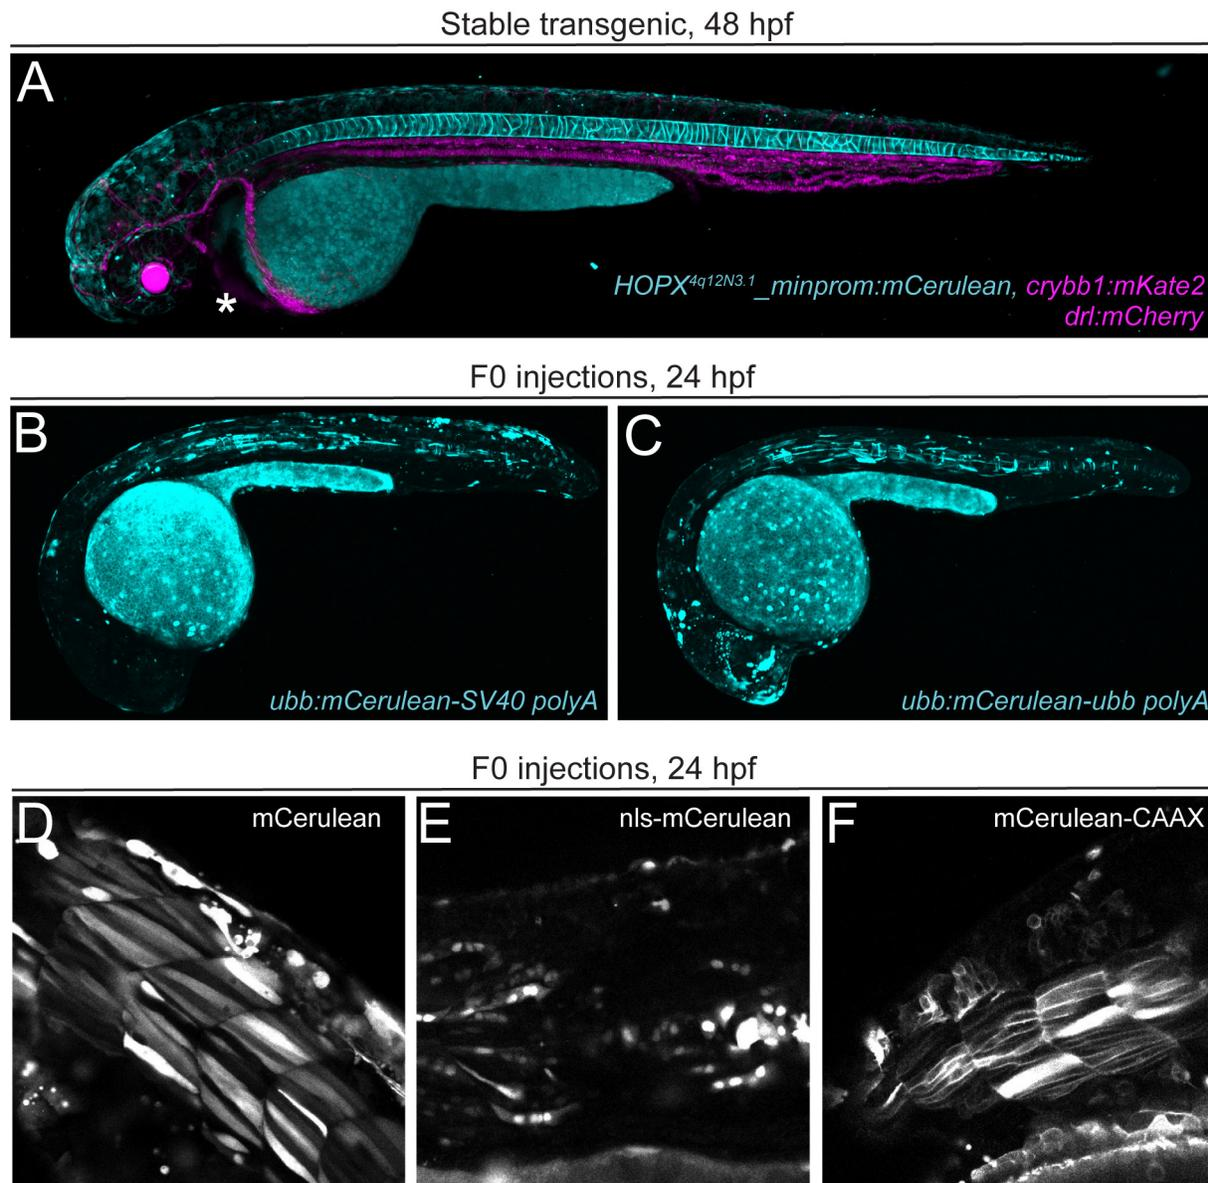 Stable transgenic, 48 hpf
A
*
HOPX4q12N3.1_minprom:mCerulean, crybb1:mKate2
drl:mCherry
F0 injections, 24 hpf
B
ubb:mCerulean-SV40 polyA
C
ubb:mCerulean-ubb polyA
F0 injections, 24 hpf
D
mCerulean
E
nls-mCerulean
F
mCerulean-CAAX